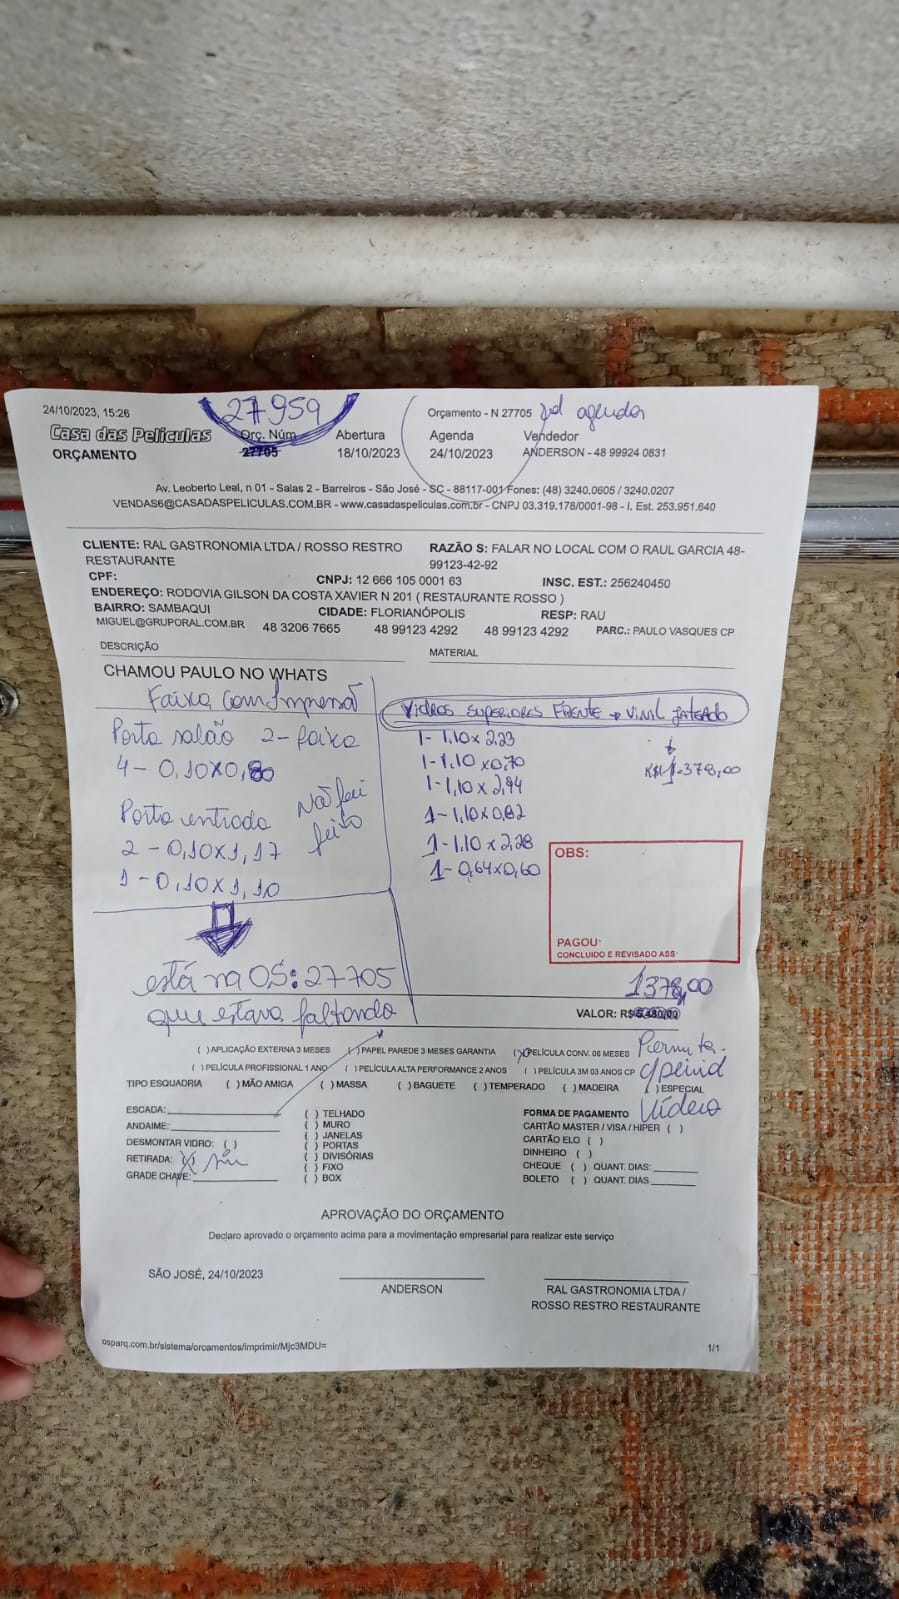 24/10/2023, 15:26
27959
Orçamento - N 27705
agendar
Casa das Películas
Orç. Núm
Abertura
Agenda
Vendedor
ORÇAMENTO
27705
18/10/2023
24/10/2023
ANDERSON - 48 99924 0831
Av. Leoberto Leal, n 01 - Salas 2 - Barreiros - São José - SC - 88117-001 Fones: (48) 3240.0605 / 3240.0207
VENDAS6@CASADASPELICULAS.COM.BR - www.casadaspeliculas.com.br - CNPJ 03.319.178/0001-98 - I. Est. 253.951.640
CLIENTE: RAL GASTRONOMIA LTDA / ROSSO RESTRO RESTAURANTE
RAZÃO S: FALAR NO LOCAL COM O RAUL GARCIA 48-99123-42-92
CPF:
CNPJ: 12 666 105 0001 63
INSC. EST.: 256240450
ENDEREÇO: RODOVIA GILSON DA COSTA XAVIER N 201 ( RESTAURANTE ROSSO )
BAIRRO: SAMBAQUI
CIDADE: FLORIANÓPOLIS
RESP: RAU
MIGUEL@GRUPORAL.COM.BR
48 3206 7665
48 99123 4292
48 99123 4292
PARC.: PAULO VASQUES CP
DESCRIÇÃO
MATERIAL
CHAMOU PAULO NO WHATS
Faixa com Impressã
Porta salão 2-faixa
4 - 0,10x0,80
Porta entrada
Não foi feito
2 - 0,10x1,17
1 - 0,10x1,10
está na OS: 27705
que estava faltando
Vidros superiores FRENTE → Vinil jateado
1 - 1,10 x 2,23
1 - 1,10 x 0,70
R$ 1.378,00
1 - 1,10 x 2,94
1 - 1,10 x 0,82
1 - 1,10 x 2,28
1 - 0,64x0,60
OBS:
PAGOU:
CONCLUIDO E REVISADO ASS:
1378,00
VALOR: R$ 5.480,00
( )APLICAÇÃO EXTERNA 3 MESES ( )PAPEL PAREDE 3 MESES GARANTIA (X)PELÍCULA CONV. 06 MESES
Permuta
( )PELÍCULA PROFISSIONAL 1 ANO ( )PELÍCULA ALTA PERFORMANCE 2 ANOS ( ) PELÍCULA 3M 03 ANOS CP
TIPO ESQUADRIA ( ) MÃO AMIGA ( ) MASSA ( ) BAGUETE ( ) TEMPERADO ( ) MADEIRA ( ) ESPECIAL
ESCADA:
( ) TELHADO
FORMA DE PAGAMENTO
ANDAIME:
( ) MURO
CARTÃO MASTER / VISA / HIPER ( )
( ) JANELAS
CARTÃO ELO ( )
DESMONTAR VIDRO: ( )
( ) PORTAS
DINHEIRO ( )
RETIRADA: (X) sim
( ) DIVISÓRIAS
CHEQUE ( ) QUANT. DIAS:
GRADE CHAVE:
( ) FIXO
BOLETO ( ) QUANT. DIAS
( ) BOX
APROVAÇÃO DO ORÇAMENTO
Declaro aprovado o orçamento acima para a movimentação empresarial para realizar este serviço
SÃO JOSÉ, 24/10/2023
ANDERSON
RAL GASTRONOMIA LTDA /
ROSSO RESTRO RESTAURANTE
osparq.com.br/sistema/orcamentos/imprimir/Mjc3MDU=
1/1